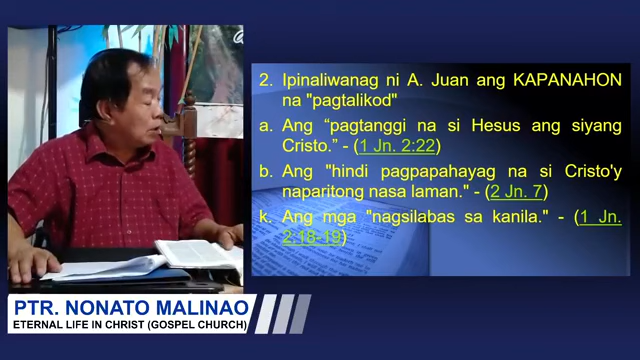 2. Ipinaliwanag ni A. Juan ang KAPANAHON
na "pagtalikod"
a. Ang “pagtanggi na si Hesus ang siyang
Cristo.” - (1 Jn. 2:22)
b. Ang "hindi pagpapahayag na si Cristo'y
naparitong nasa laman." - (2 Jn. 7)
k. Ang mga "nagsilabas sa kanila." - (1 Jn.
2:18-19)
PTR. NONATO MALINAO
ETERNAL LIFE IN CHRIST (GOSPEL CHURCH)